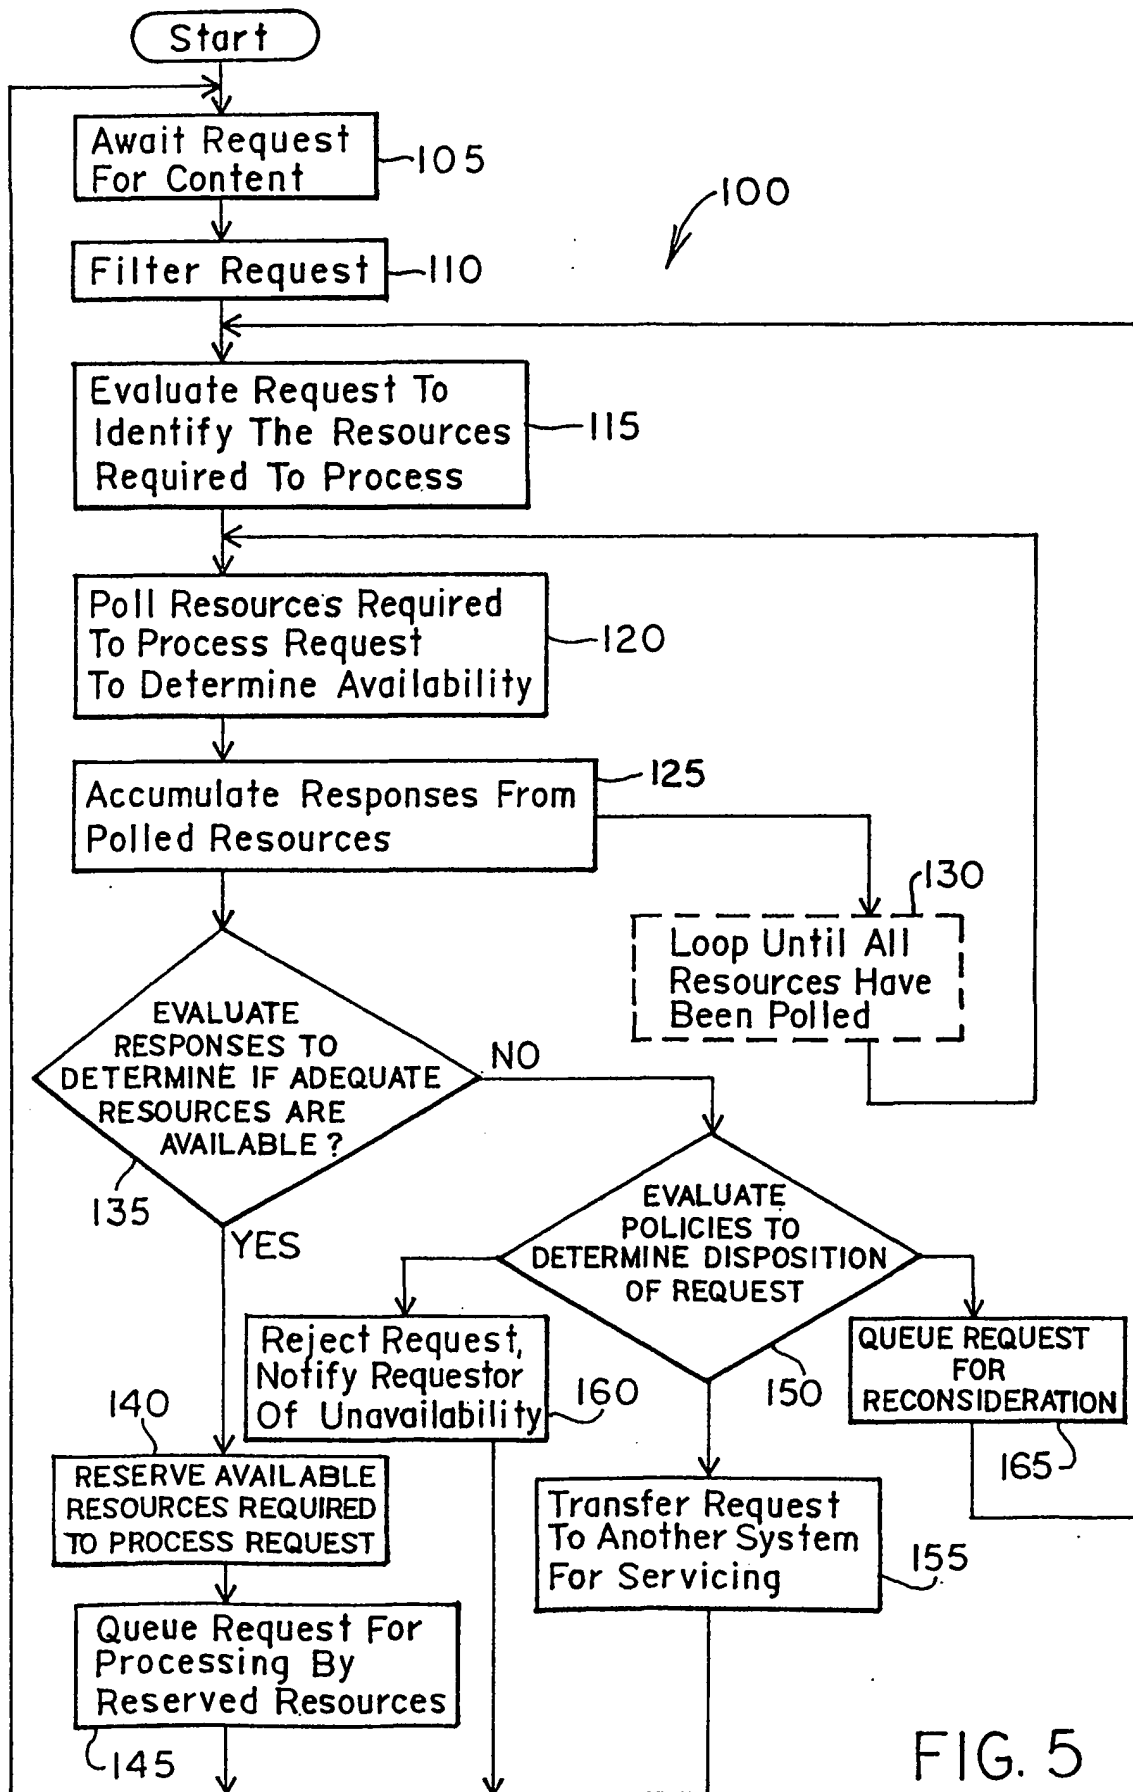 Start
Await Request
For Content
105
100
Filter Request
110
Evaluate Request To
Identify The Resources
Required To Process
115
Poll Resources Required
To Process Request
To Determine Availability
120
Accumulate Responses From
Polled Resources
125
130
Loop Until All
Resources Have
Been Polled
EVALUATE
RESPONSES TO
DETERMINE IF ADEQUATE
RESOURCES ARE
AVAILABLE?
NO
135
YES
EVALUATE
POLICIES TO
DETERMINE DISPOSITION
OF REQUEST
150
Reject Request,
Notify Requestor
Of Unavailability
160
QUEUE REQUEST
FOR
RECONSIDERATION
165
140
RESERVE AVAILABLE
RESOURCES REQUIRED
TO PROCESS REQUEST
Transfer Request
To Another System
For Servicing
155
Queue Request For
Processing By
Reserved Resources
145
FIG. 5